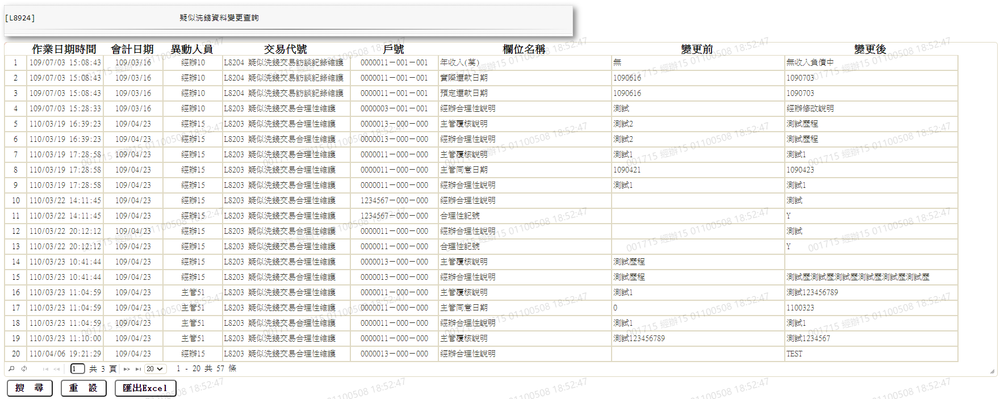 [L8924] 疑似洗錢資料變更查詢
作業日期時間 會計日期 異動人員 交易代號 戶號 欄位名稱 變更前 變更後
1 109/07/03 15:08:43 109/03/16 經辦10 L8204 疑似洗錢交易訪談記錄維護 0000011－001－001 年收入(萬) 無 無收入負債中
2 109/07/03 15:08:43 109/03/16 經辦10 L8204 疑似洗錢交易訪談記錄維護 0000011－001－001 實際還款日期 1090616 1090703
3 109/07/03 15:08:43 109/03/16 經辦10 L8204 疑似洗錢交易訪談記錄維護 0000011－001－001 預定還款日期 1090616 1090703
4 109/07/03 15:28:33 109/03/16 經辦10 L8203 疑似洗錢交易合理性維護 0000003－001－001 經辦合理性說明 測試 經辦修改說明
5 110/03/19 16:39:23 109/04/23 經辦15 L8203 疑似洗錢交易合理性維護 0000013－000－000 主管覆核說明 測試2 測試歷程
6 110/03/19 16:39:23 109/04/23 經辦15 L8203 疑似洗錢交易合理性維護 0000013－000－000 經辦合理性說明 測試2 測試歷程
7 110/03/19 17:28:58 109/04/23 經辦15 L8203 疑似洗錢交易合理性維護 0000011－000－000 主管覆核說明 測試1 測試1
8 110/03/19 17:28:58 109/04/23 經辦15 L8203 疑似洗錢交易合理性維護 0000011－000－000 主管同意日期 1090421 1090423
9 110/03/19 17:28:58 109/04/23 經辦15 L8203 疑似洗錢交易合理性維護 0000011－000－000 經辦合理性說明 測試1 測試1
10 110/03/22 14:11:45 109/04/23 經辦15 L8203 疑似洗錢交易合理性維護 1234567－000－000 經辦合理性說明 測試
11 110/03/22 14:11:45 109/04/23 經辦15 L8203 疑似洗錢交易合理性維護 1234567－000－000 合理性記號 Y
12 110/03/22 20:12:12 109/04/23 經辦15 L8203 疑似洗錢交易合理性維護 0000011－000－000 經辦合理性說明 測試
13 110/03/22 20:12:12 109/04/23 經辦15 L8203 疑似洗錢交易合理性維護 0000011－000－000 合理性記號 Y
14 110/03/23 10:41:44 109/04/23 經辦15 L8203 疑似洗錢交易合理性維護 0000013－000－000 主管覆核說明 測試歷程
15 110/03/23 10:41:44 109/04/23 經辦15 L8203 疑似洗錢交易合理性維護 0000013－000－000 經辦合理性說明 測試歷程 測試歷測試歷測試歷測試歷測試歷測試歷
16 110/03/23 11:04:59 109/04/23 主管51 L8203 疑似洗錢交易合理性維護 0000011－000－000 主管覆核說明 測試1 測試123456789
17 110/03/23 11:04:59 109/04/23 主管51 L8203 疑似洗錢交易合理性維護 0000011－000－000 主管同意日期 0 1100323
18 110/03/23 11:04:59 109/04/23 主管51 L8203 疑似洗錢交易合理性維護 0000011－000－000 經辦合理性說明 測試1 測試1
19 110/03/23 11:10:00 109/04/23 主管51 L8203 疑似洗錢交易合理性維護 0000011－000－000 主管覆核說明 測試123456789 測試1234567
20 110/04/06 19:21:29 109/04/23 經辦15 L8203 疑似洗錢交易合理性維護 0000013－000－000 經辦合理性說明 TEST
1 共 3 頁 20 1 - 20 共 57 條
搜 尋 重 設 匯出Excel
001715 經辦15 01100508 18:52:47